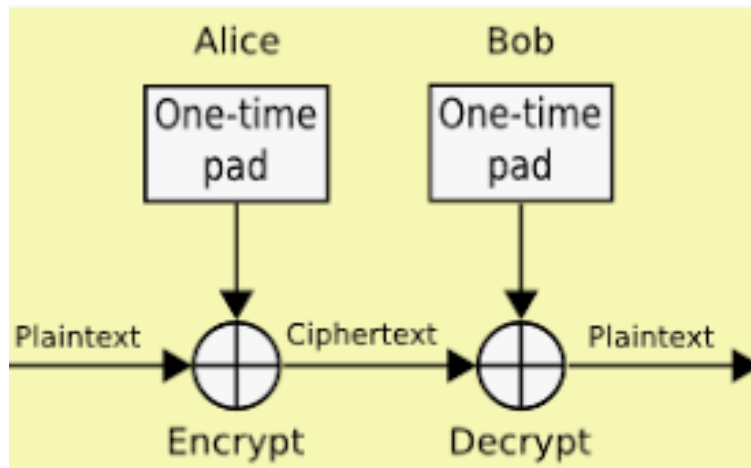 Alice
Bob
One-time
pad
One-time
pad
Plaintext
Ciphertext
Plaintext
Encrypt
Decrypt